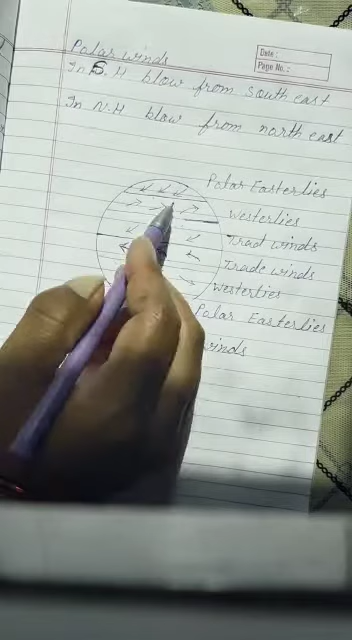 Polar winds
Date :
Page No. :
In S.H blow from south east
In N.H blow from north east
Polar Easterlies
Westerlies
Trad winds
Trade winds
Westerties
Polar Easterlies
winds